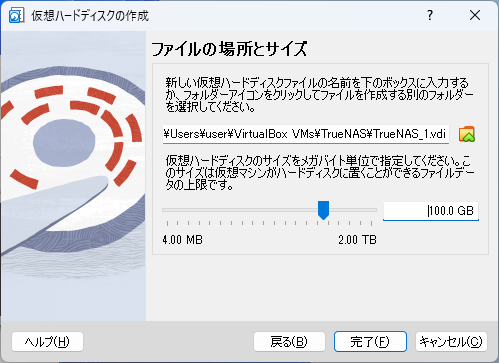 仮想ハードディスクの作成
ファイルの場所とサイズ
新しい仮想ハードディスクファイルの名前を下のボックスに入力する
か、フォルダーアイコンをクリックしてファイルを作成する別のフォルダー
を選択してください。
¥Users¥user¥VirtualBox VMs¥TrueNAS¥TrueNAS_1.vdi
仮想ハードディスクのサイズをメガバイト単位で指定してください。こ
のサイズは仮想マシンがハードディスクに置くことができるファイルデー
タの上限です。
100.0 GB
4.00 MB 2.00 TB
ヘルプ(H) 戻る(B) 完了(F) キャンセル(C)